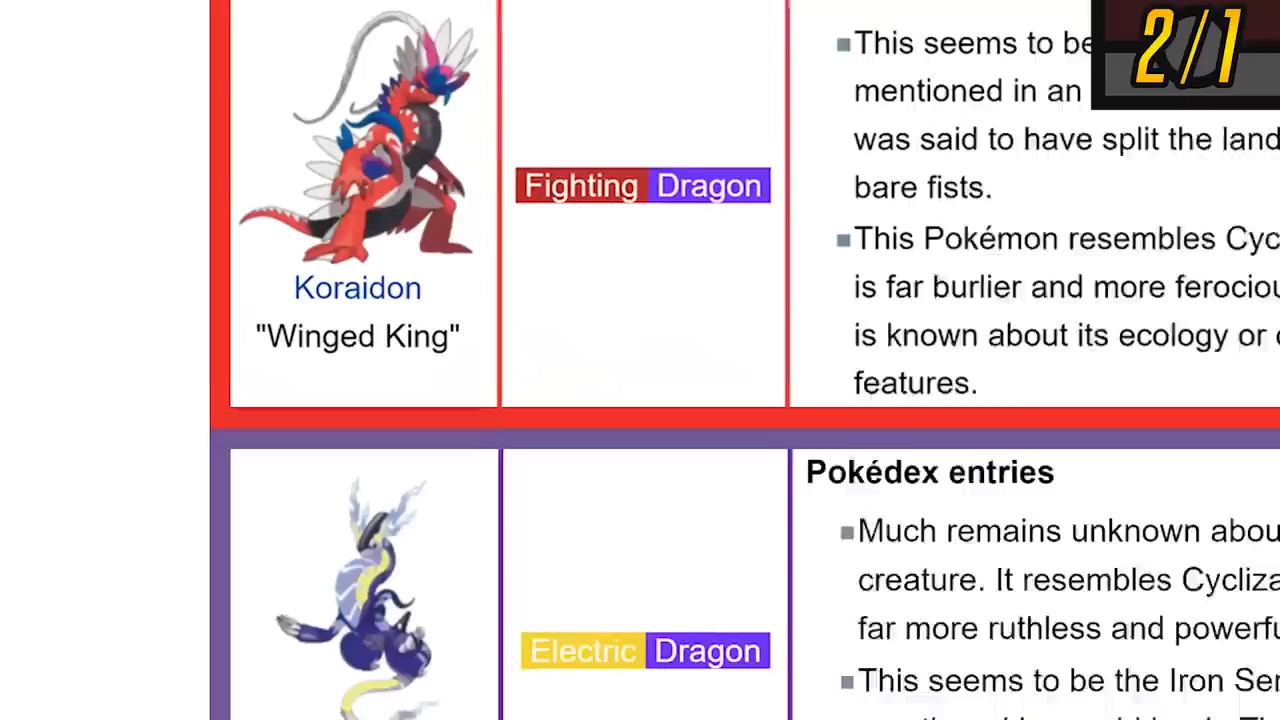 2/1
This seems to be
mentioned in an
was said to have split the land
bare fists.
Fighting Dragon
This Pokémon resembles Cyc
is far burlier and more ferociou
is known about its ecology or
features.
Koraidon
"Winged King"
Pokédex entries
Much remains unknown abou
creature. It resembles Cycliza
far more ruthless and powerfu
Electric Dragon
This seems to be the Iron Ser